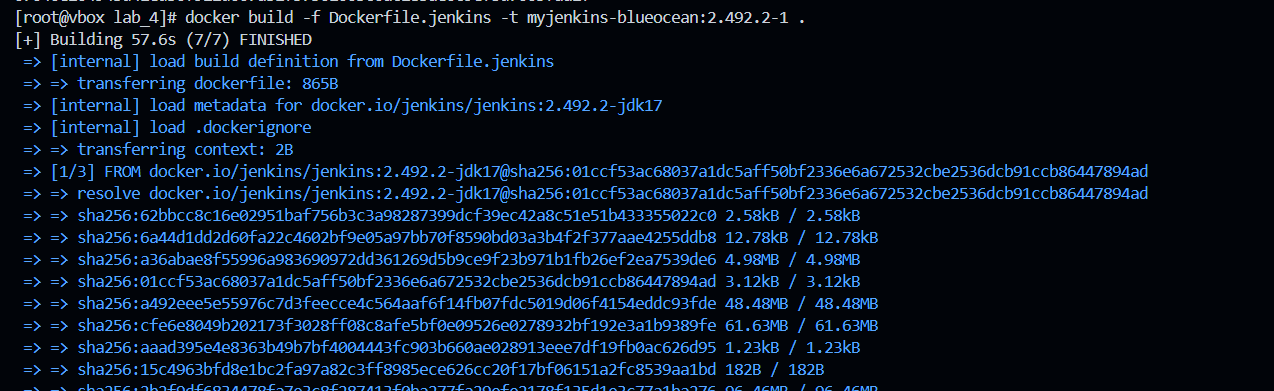 [root@vbox lab_4]# docker build -f Dockerfile.jenkins -t myjenkins-blueocean:2.492.2-1 .
[+] Building 57.6s (7/7) FINISHED
=> [internal] load build definition from Dockerfile.jenkins
=> => transferring dockerfile: 865B
=> [internal] load metadata for docker.io/jenkins/jenkins:2.492.2-jdk17
=> [internal] load .dockerignore
=> => transferring context: 2B
=> [1/3] FROM docker.io/jenkins/jenkins:2.492.2-jdk17@sha256:01ccf53ac68037a1dc5aff50bf2336e6a672532cbe2536dcb91ccb86447894ad
=> => resolve docker.io/jenkins/jenkins:2.492.2-jdk17@sha256:01ccf53ac68037a1dc5aff50bf2336e6a672532cbe2536dcb91ccb86447894ad
=> => sha256:62bbcc8c16e02951baf756b3c3a98287399dcf39ec42a8c51e51b433355022c0 2.58kB / 2.58kB
=> => sha256:6a44d1dd2d60fa22c4602bf9e05a97bb70f8590bd03a3b4f2f377aae4255ddb8 12.78kB / 12.78kB
=> => sha256:a36abae8f55996a983690972dd361269d5b9ce9f23b971b1fb26ef2ea7539de6 4.98MB / 4.98MB
=> => sha256:01ccf53ac68037a1dc5aff50bf2336e6a672532cbe2536dcb91ccb86447894ad 3.12kB / 3.12kB
=> => sha256:a492eee5e55976c7d3feecce4c564aaf6f14fb07fdc5019d06f4154eddc93fde 48.48MB / 48.48MB
=> => sha256:cfe6e8049b202173f3028ff08c8afe5bf0e09526e0278932bf192e3a1b9389fe 61.63MB / 61.63MB
=> => sha256:aaad395e4e8363b49b7bf4004443fc903b660ae028913eee7df19fb0ac626d95 1.23kB / 1.23kB
=> => sha256:15c4963bfd8e1bc2fa97a82c3ff8985ece626cc20f17bf06151a2fc8539aa1bd 182B / 182B